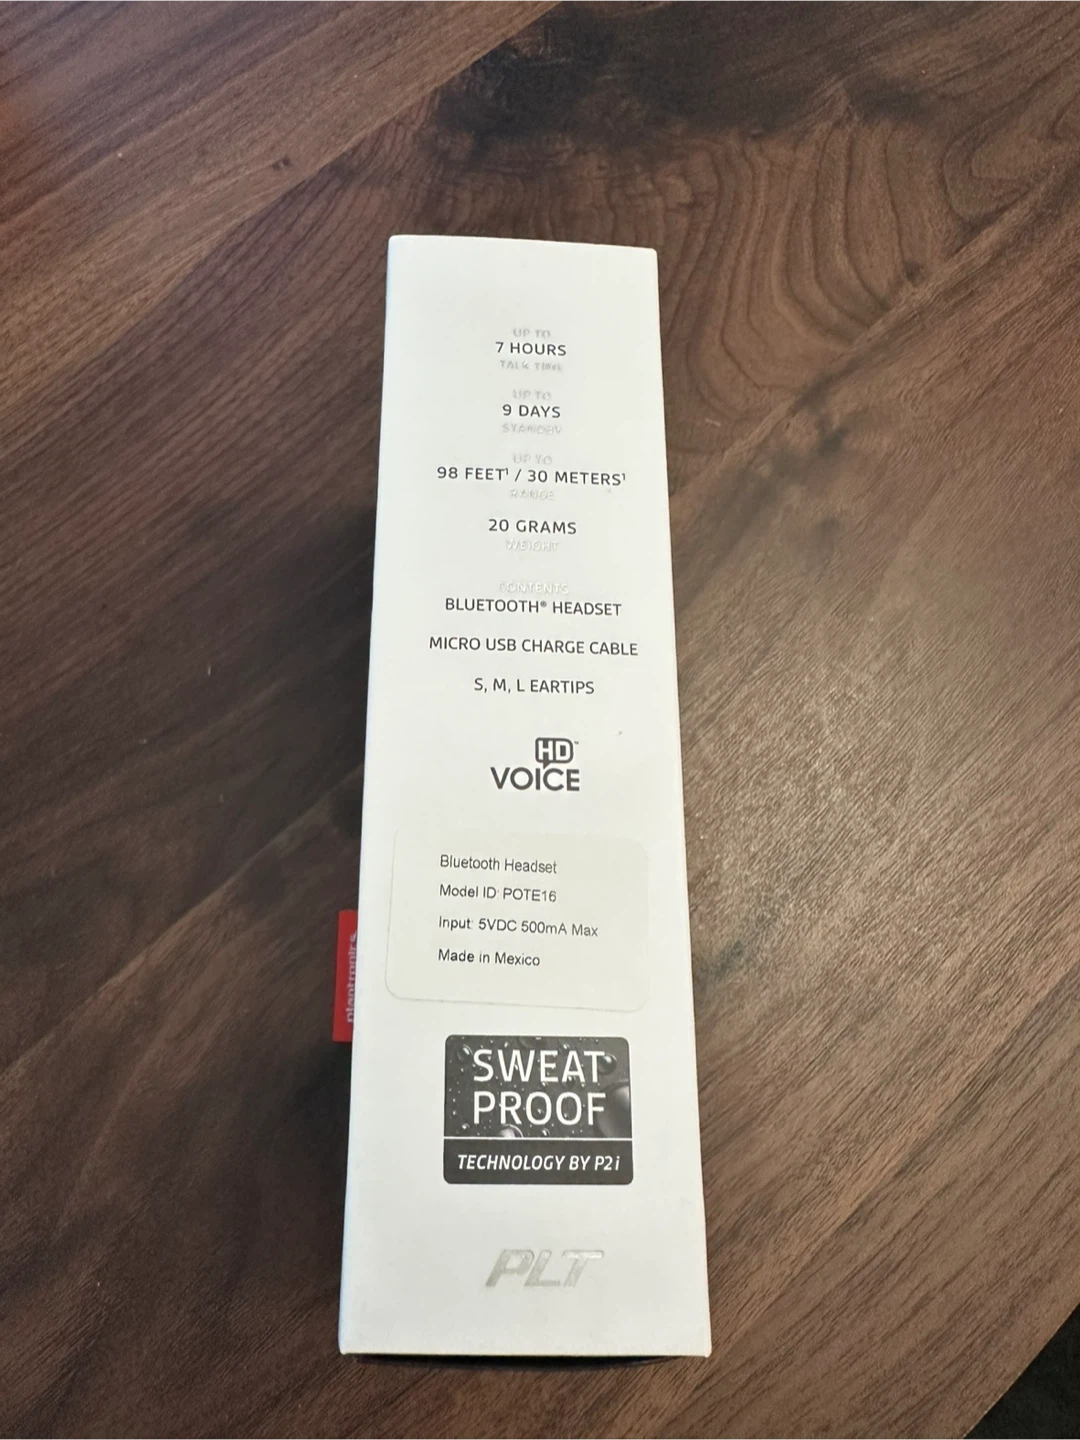 UP TO
7 HOURS
TALK TIME
UP TO
9 DAYS
STANDBY
UP TO
98 FEET¹ / 30 METERS¹
RANGE
20 GRAMS
WEIGHT
CONTENTS
BLUETOOTH® HEADSET
MICRO USB CHARGE CABLE
S, M, L EARTIPS
HD™
VOICE
Bluetooth Headset
Model ID: POTE16
Input: 5VDC 500mA Max
Made in Mexico
plantronics
SWEAT
PROOF
TECHNOLOGY BY P2i
PLT